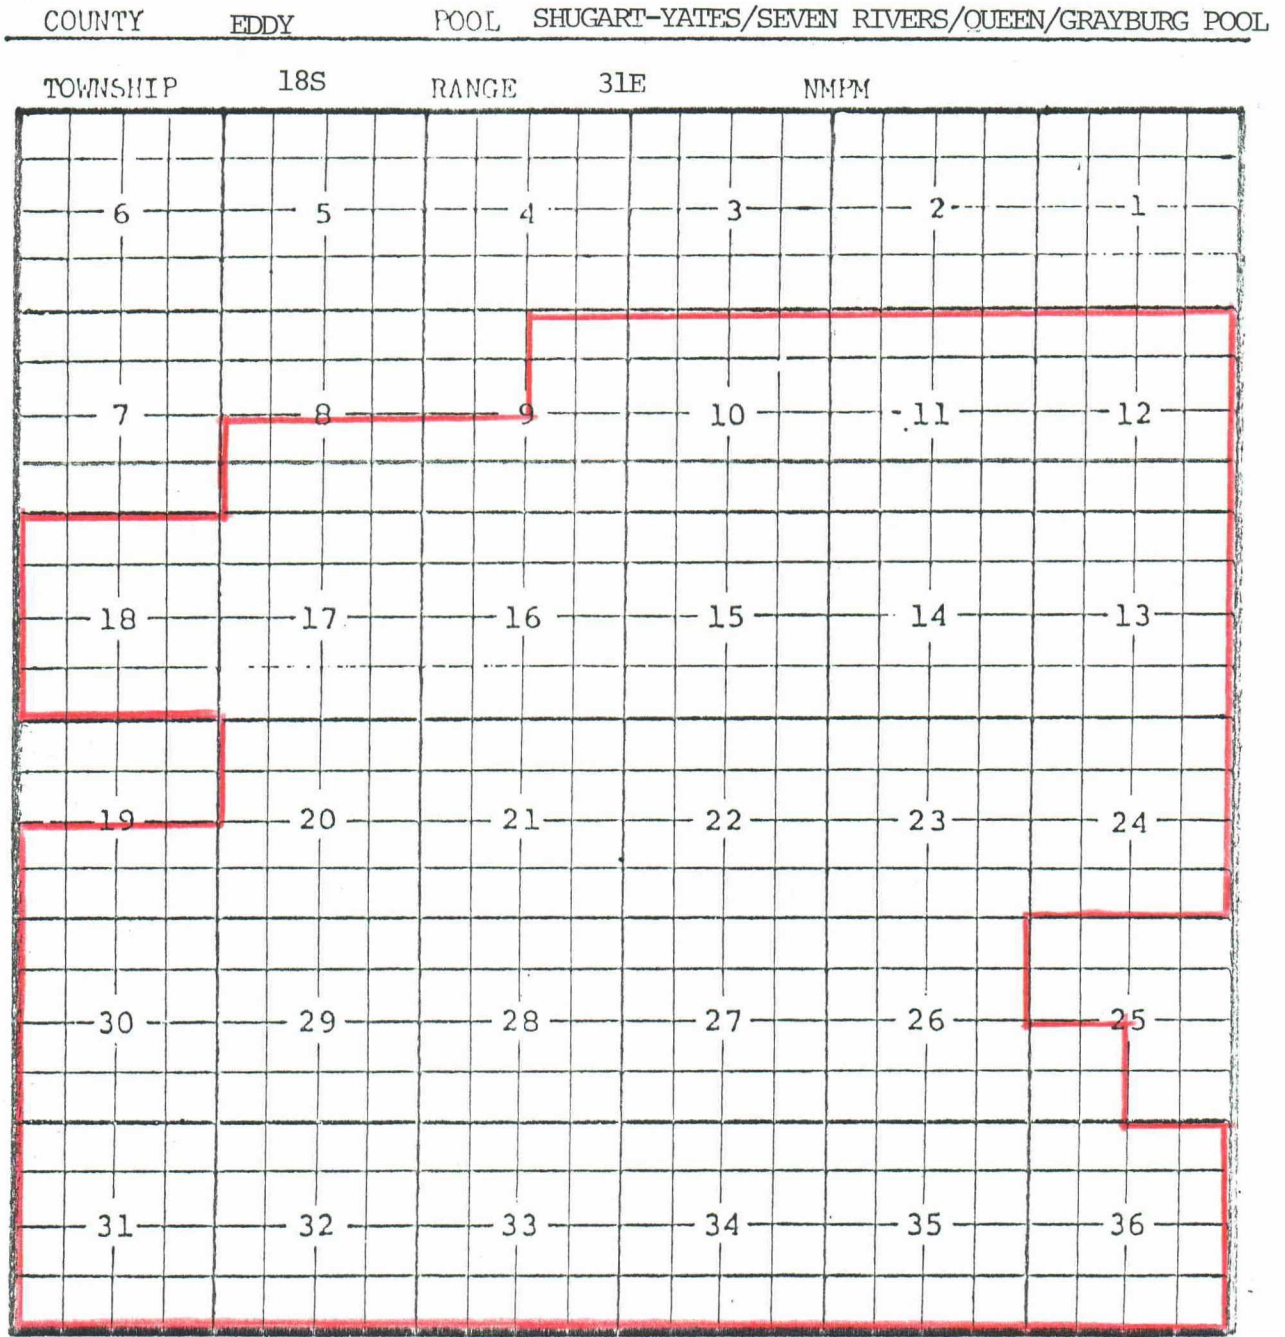 COUNTY EDDY POOL SHUGART-YATES/SEVEN RIVERS/QUEEN/GRAYBURG POOL
TOWNSHIP 18S RANGE 31E NMPM
6 5 4 3 2 1
7 8 9 10 11 12
18 17 16 15 14 13
19 20 21 22 23 24
30 29 28 27 26 25
31 32 33 34 35 36